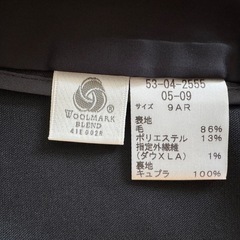 WOOLMARK
BLEND
41E002R
53-04-2555
05-09
サイズ 9AR
表地
毛 86%
ポリエステル 13%
指定外繊維
(ダウXLA) 1%
裏地
キュプラ 100%